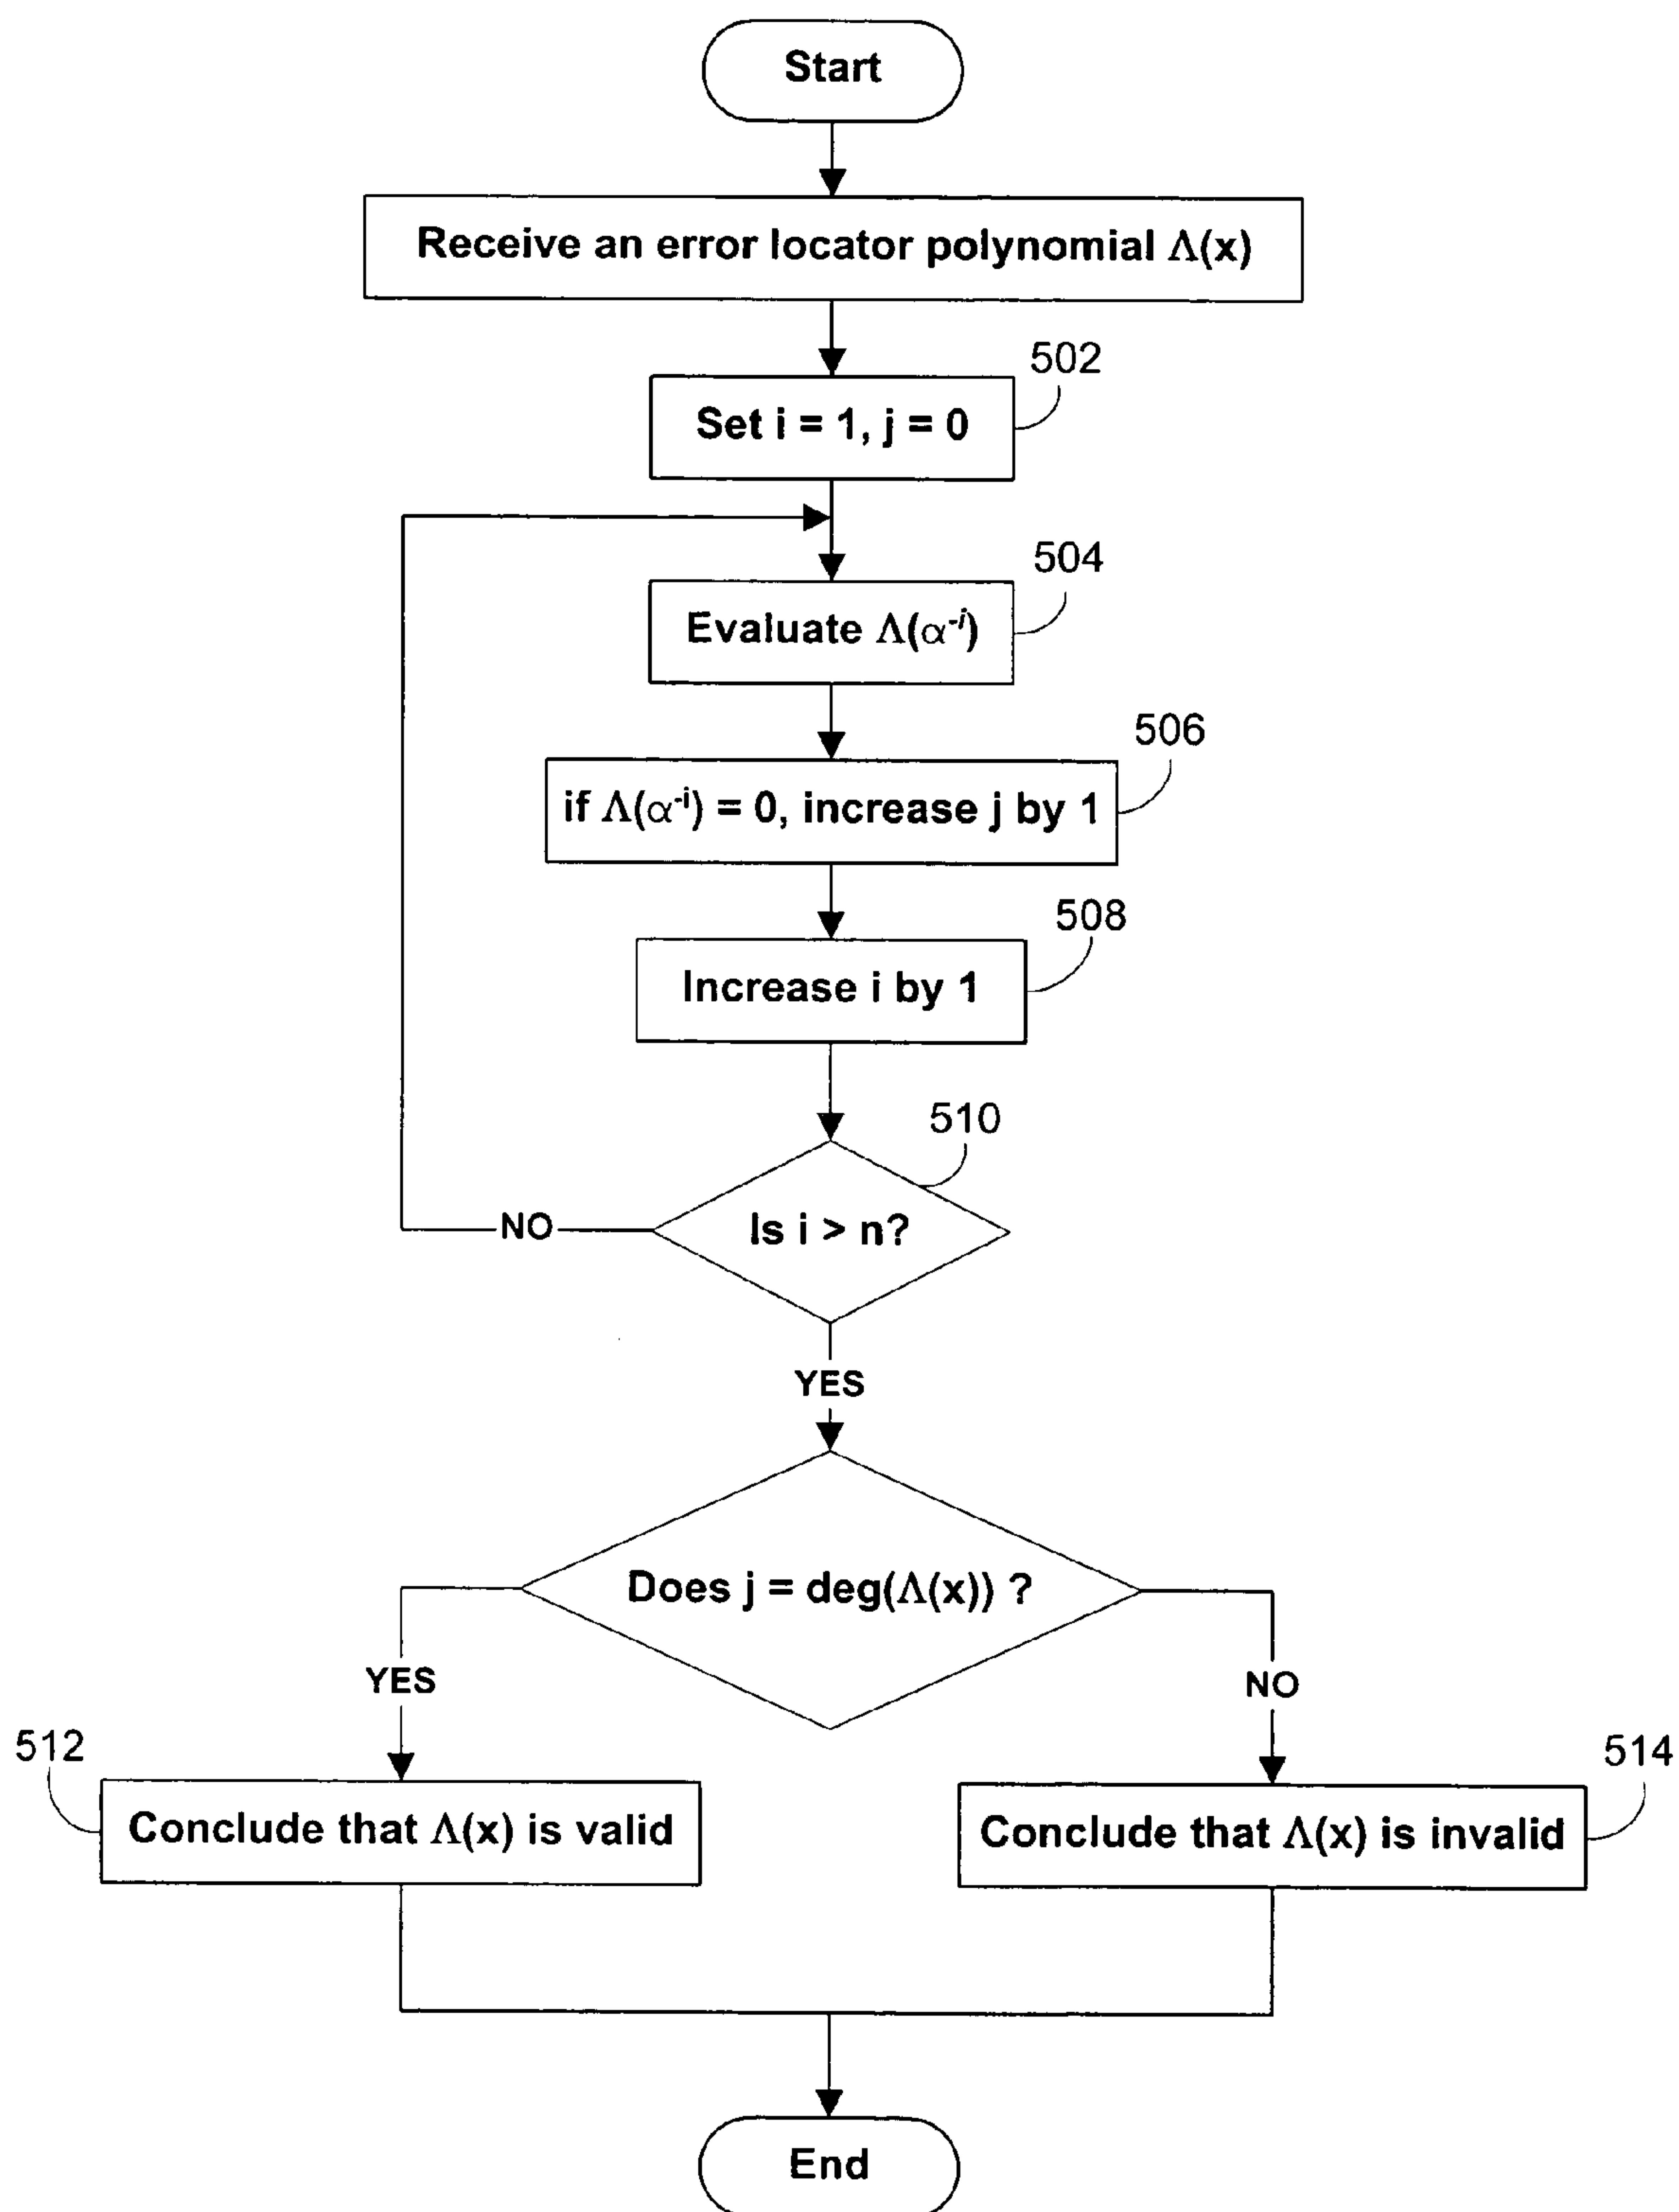 Start
Receive an error locator polynomial Λ(x)
502
Set i = 1, j = 0
504
Evaluate Λ(α⁻ⁱ)
506
if Λ(α⁻ⁱ) = 0, increase j by 1
508
Increase i by 1
510
Is i > n?
NO
YES
Does j = deg(Λ(x)) ?
YES
NO
512
514
Conclude that Λ(x) is valid
Conclude that Λ(x) is invalid
End